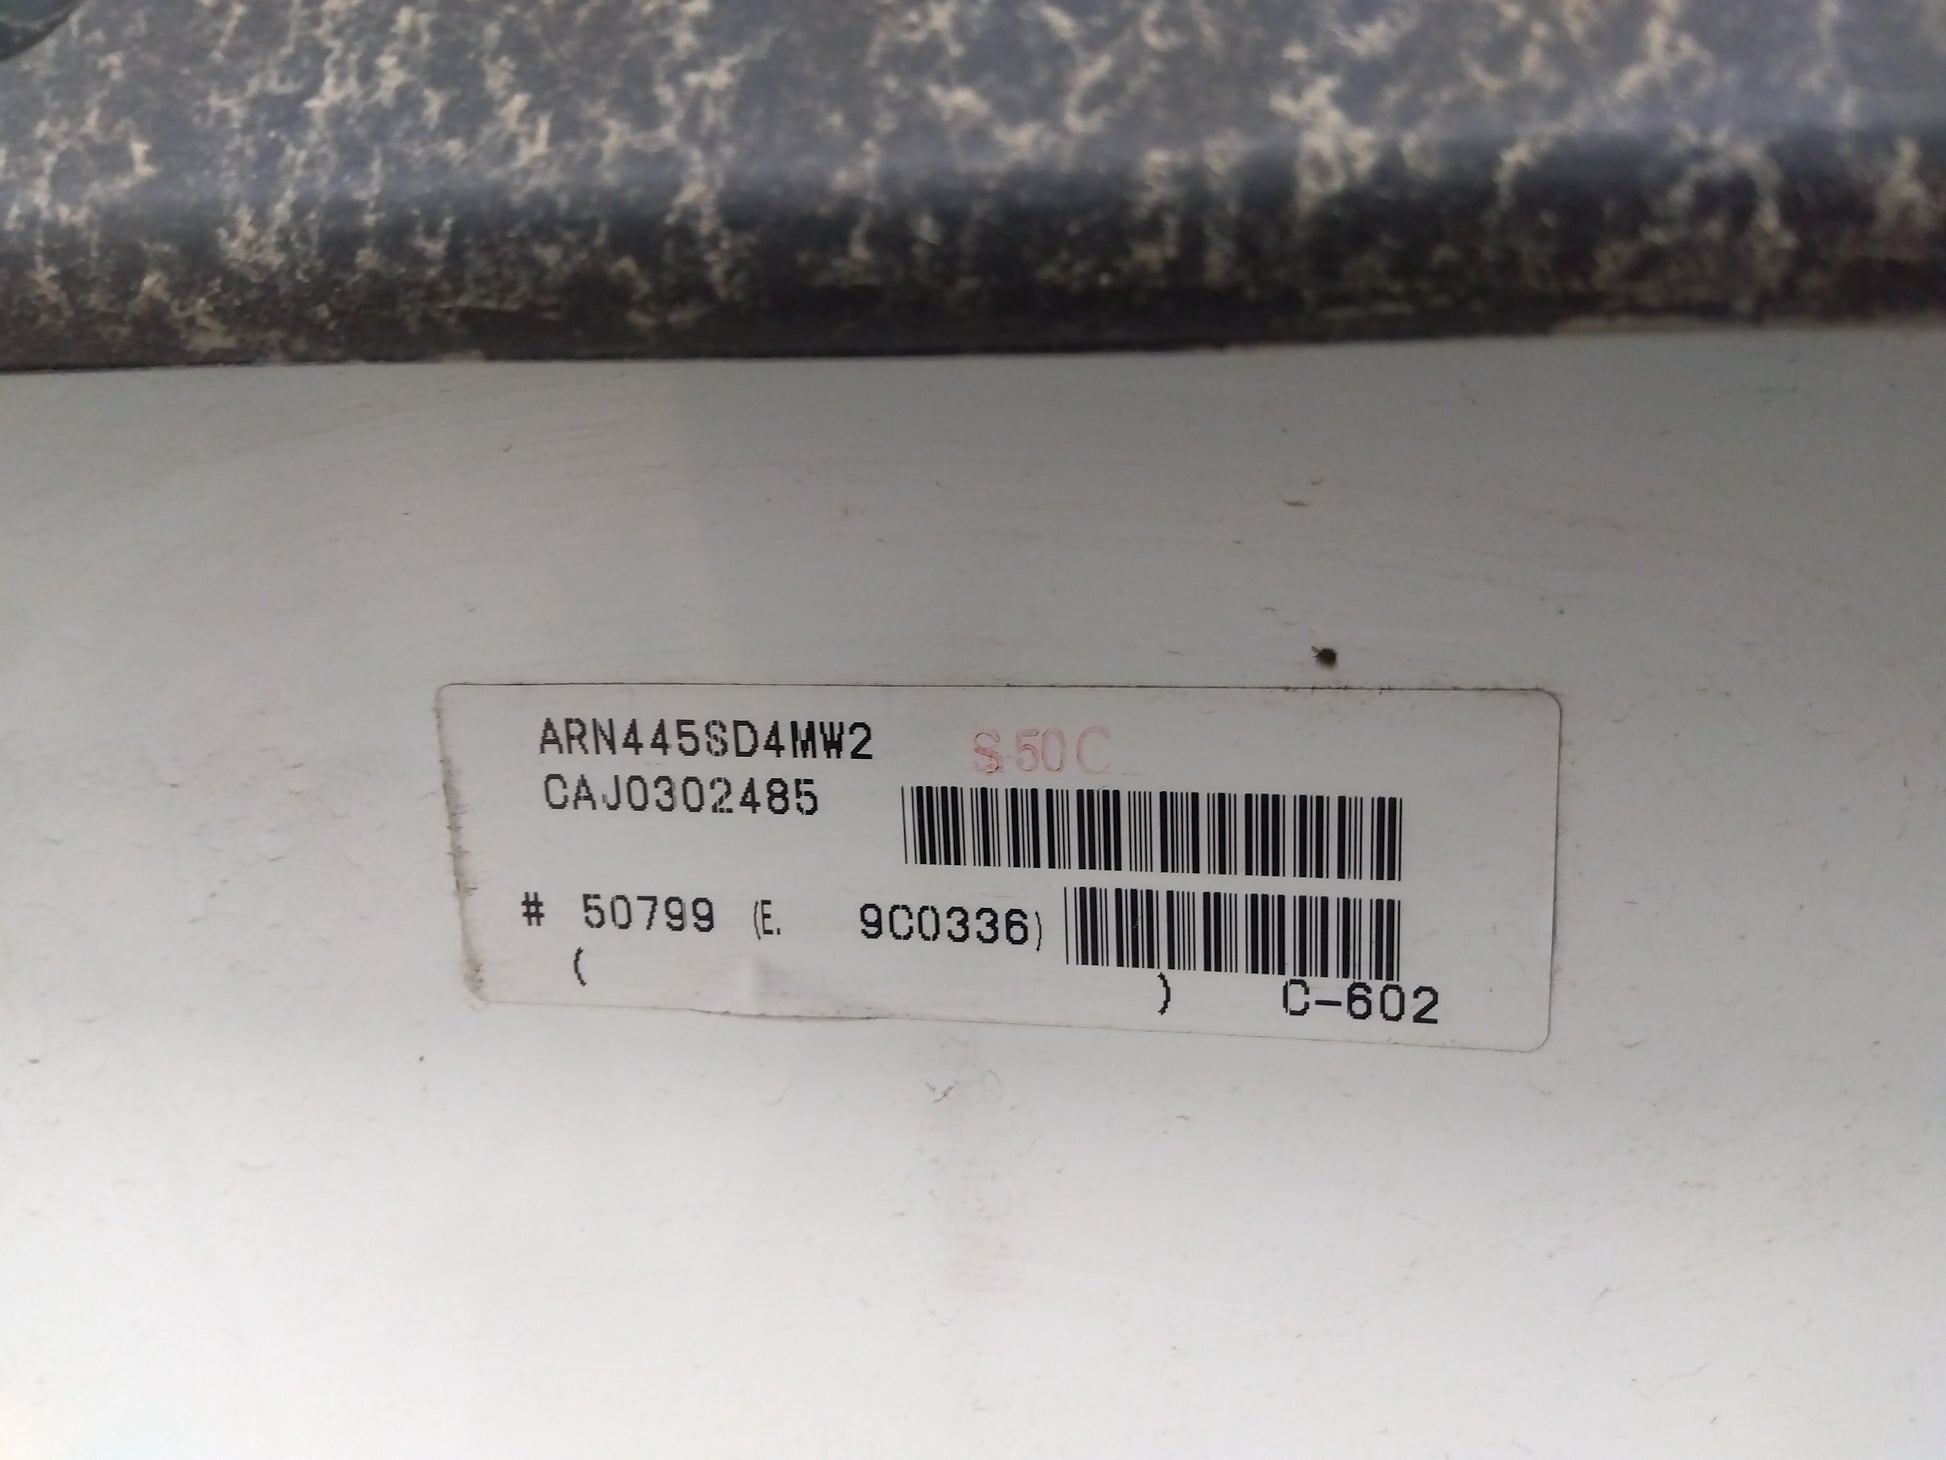 ARN445SD4MW2 S50C
CAJ0302485
# 50799 (E. 9C0336)
( ) C-602